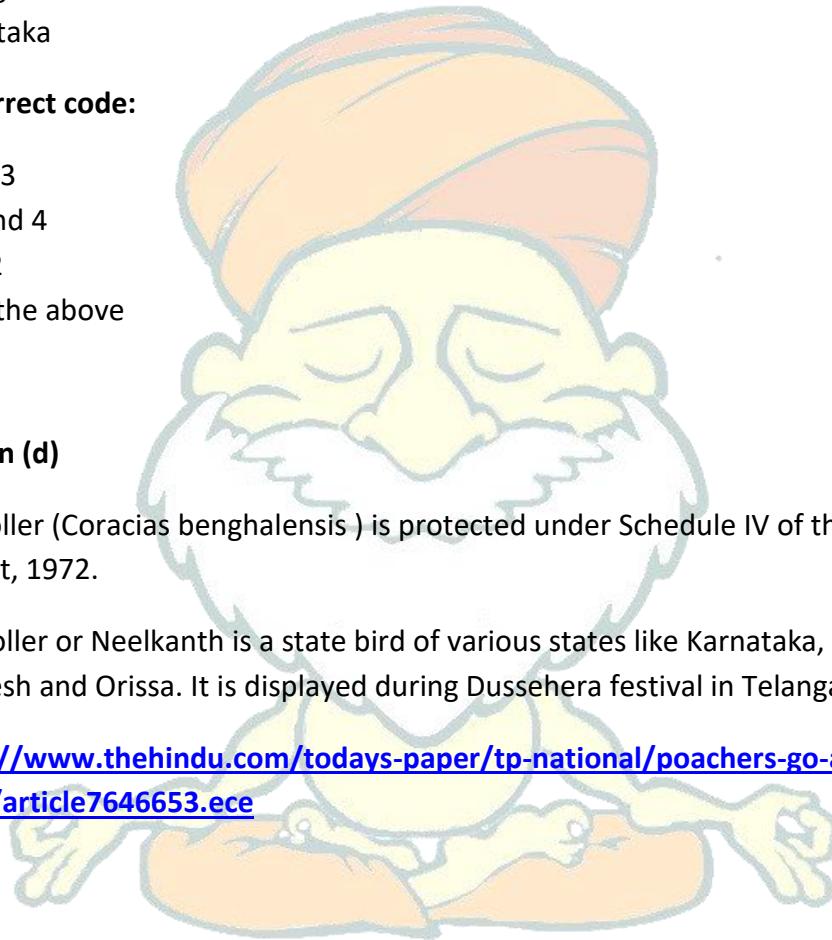 taka
rrect code:
3
nd 4
2
the above
n (d)
ller (Coracias benghalensis ) is protected under Schedule IV of th
t, 1972.
oller or Neelkanth is a state bird of various states like Karnataka,
esh and Orissa. It is displayed during Dussehera festival in Telanga
//www.thehindu.com/todays-paper/tp-national/poachers-go-a
/article7646653.ece